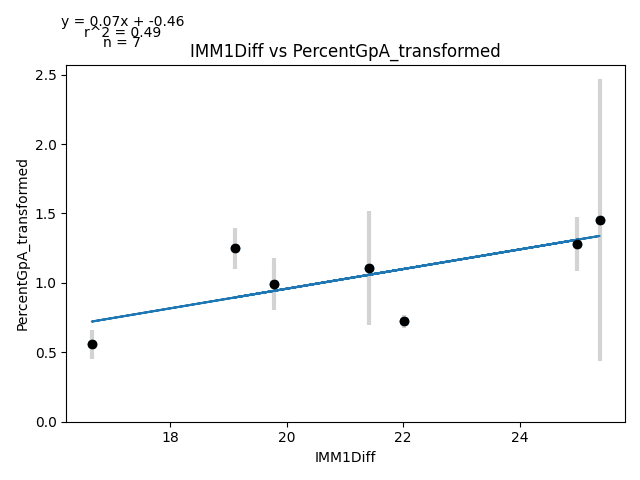 y = 0.07x + -0.46
r^2 = 0.49
n = 7
IMM1Diff vs PercentGpA_transformed
PercentGpA_transformed
2.5
2.0
1.5
1.0
0.5
0.0
18 20 22 24
IMM1Diff